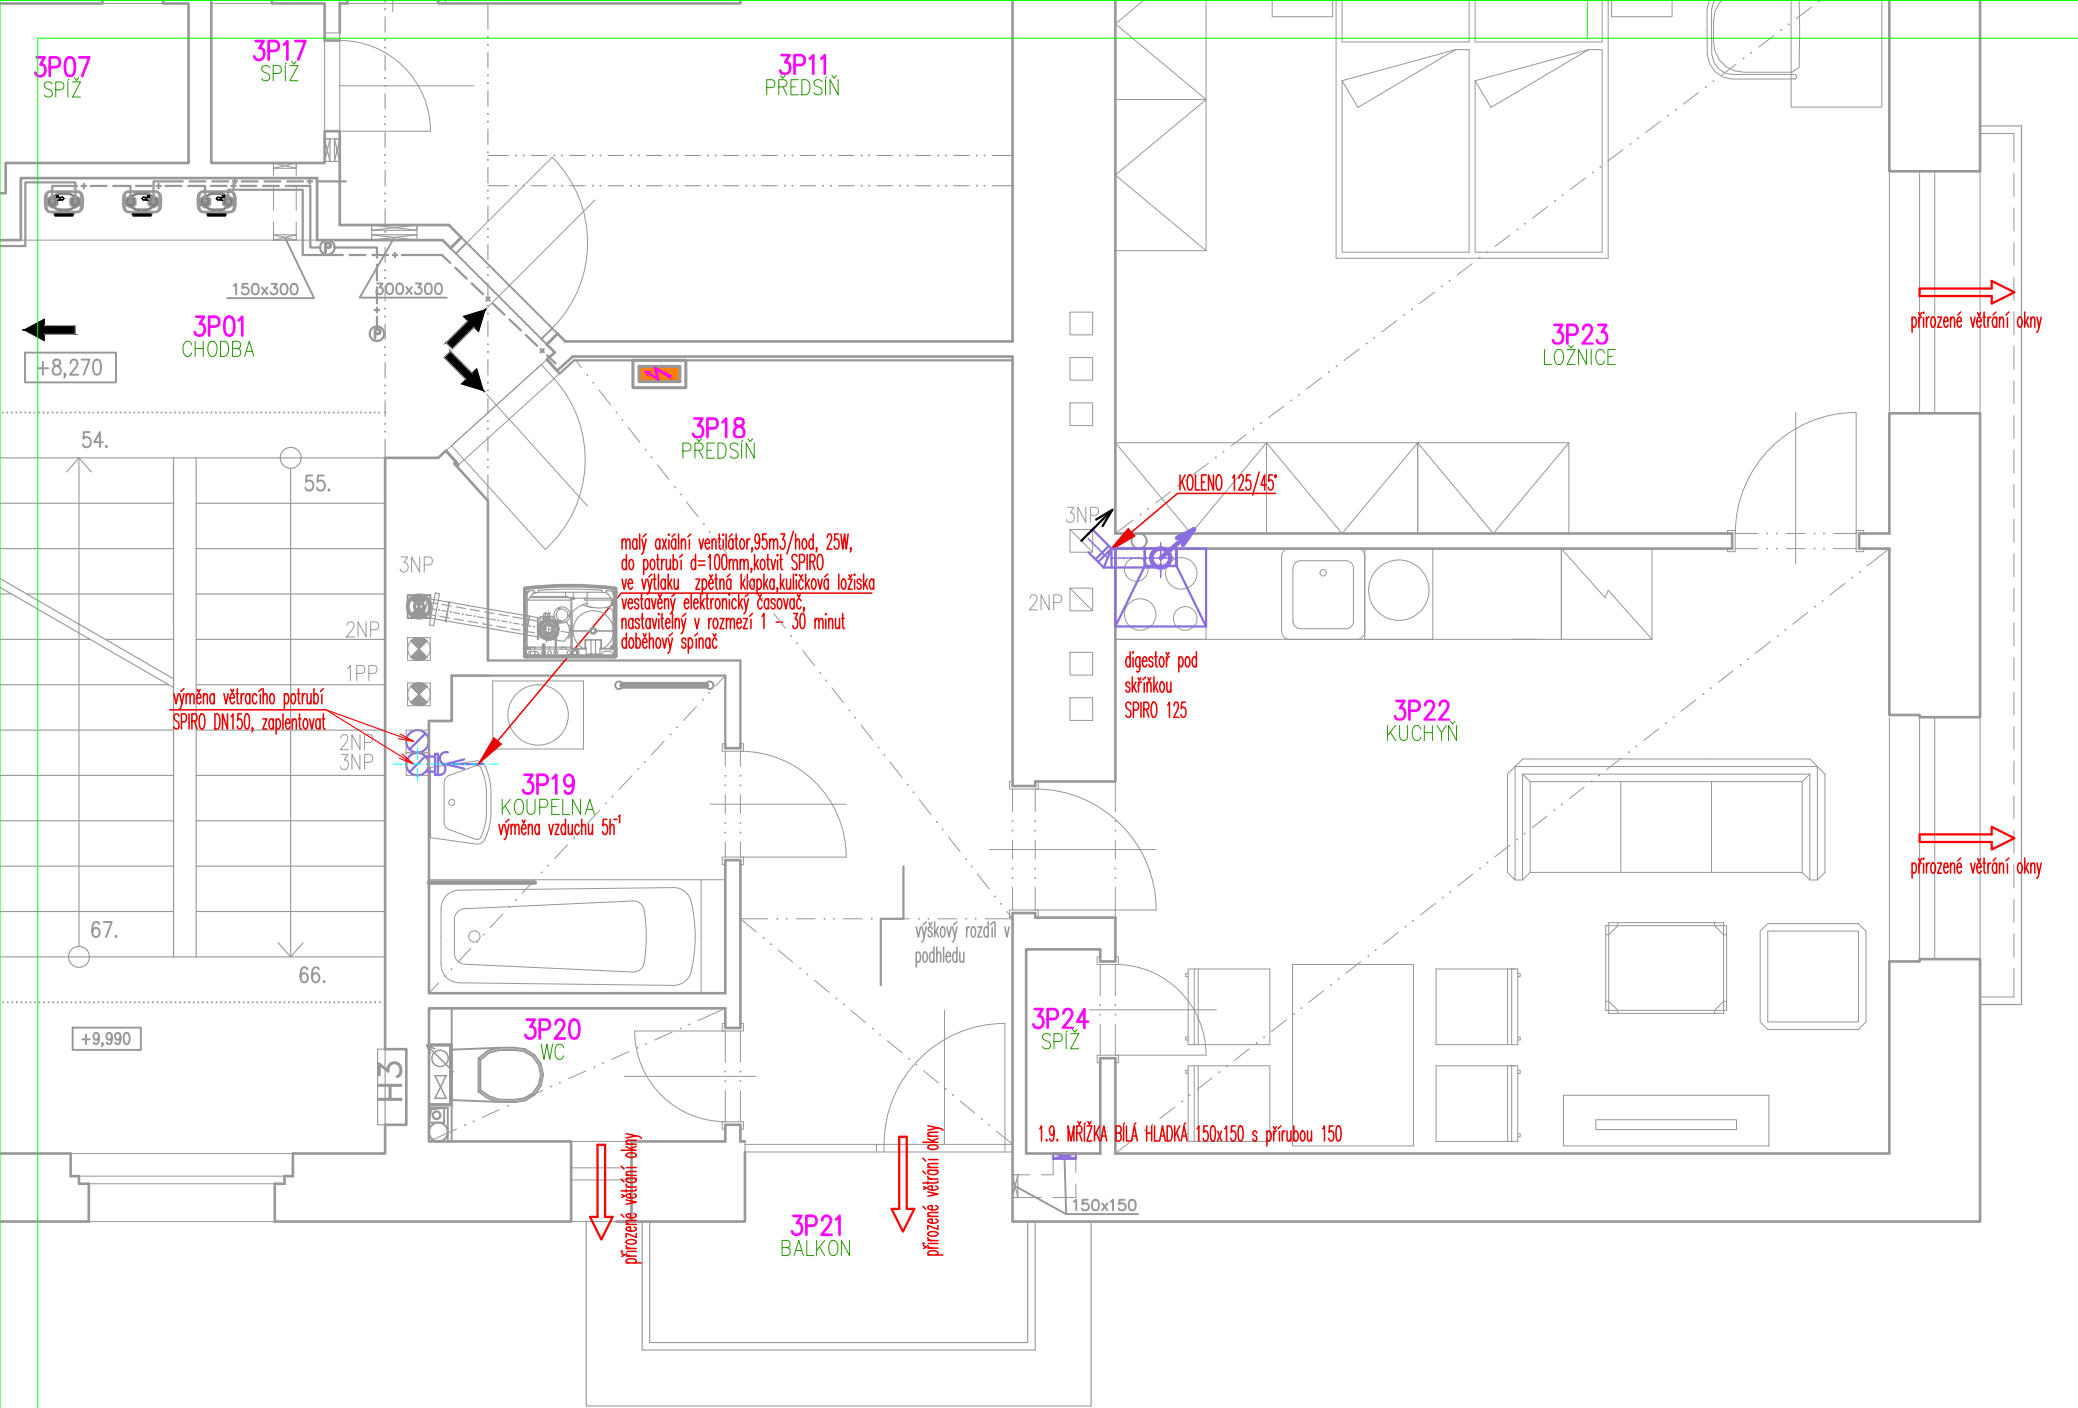 3P07
SPÍŽ
3P17
SPÍŽ
3P11
PŘEDSÍŇ
150x300
300x300
P
P
3P01
CHODBA
+8,270
3P23
LOŽNICE
přirozené větrání okny
54.
55.
3P18
PŘEDSÍŇ
KOLENO 125/45°
3NP
2NP
malý axiální ventilátor,95m3/hod, 25W,
do potrubí d=100mm,kotvit SPIRO
ve výtlaku zpětná klapka,kuličková ložiska
vestavěný elektronický časovač,
nastavitelný v rozmezí 1 - 30 minut
doběhový spínač
3NP
2NP
1PP
výměna větracího potrubí
SPIRO DN150, zaplentovat
2NP
3NP
digestoř pod
skříňkou
SPIRO 125
3P22
KUCHYŇ
3P19
KOUPELNA
výměna vzduchu 5h⁻¹
přirozené větrání okny
67.
66.
výškový rozdíl v
podhledu
3P20
WC
3P24
SPÍŽ
+9,990
H3
1.9. MŘÍŽKA BÍLÁ HLADKÁ 150x150 s přírubou 150
150x150
přirozené větrání okny
přirozené větrání okny
3P21
BALKON